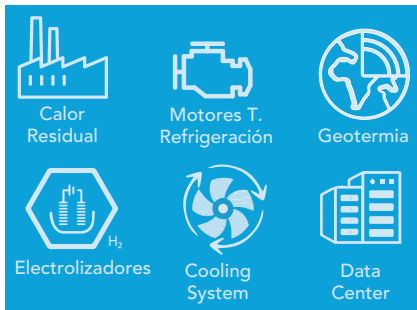 Calor
Residual
Motores T.
Refrigeración
Geotermia
H₂
Electrolizadores
Cooling
System
Data
Center